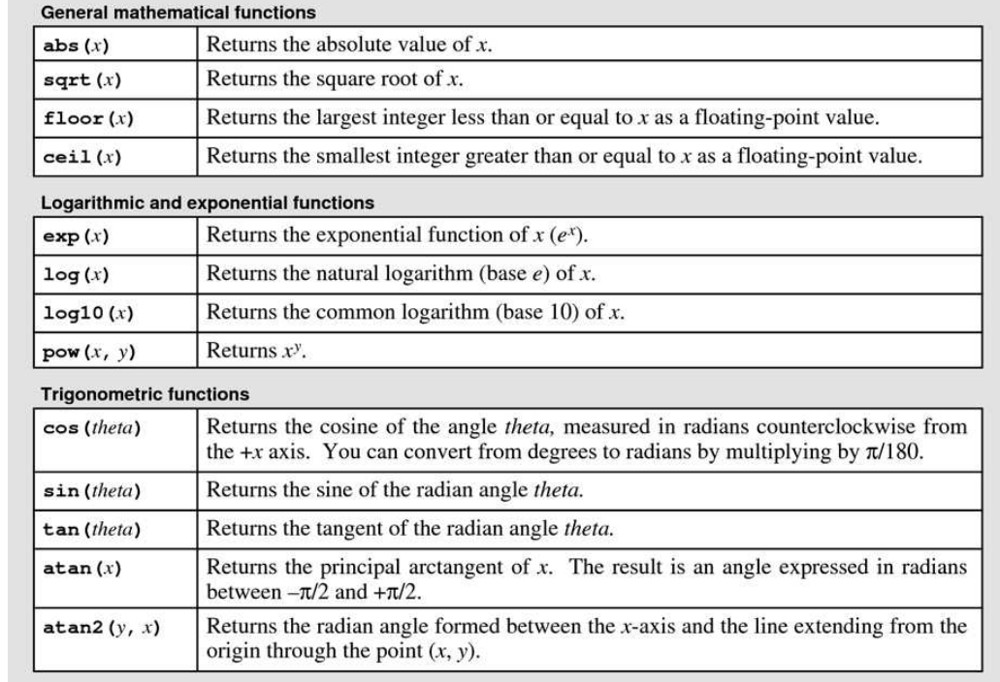 General mathematical functions
abs(x) Returns the absolute value of x.
sqrt(x) Returns the square root of x.
floor(x) Returns the largest integer less than or equal to x as a floating-point value.
ceil(x) Returns the smallest integer greater than or equal to x as a floating-point value.
Logarithmic and exponential functions
exp(x) Returns the exponential function of x (eˣ).
log(x) Returns the natural logarithm (base e) of x.
log10(x) Returns the common logarithm (base 10) of x.
pow(x, y) Returns xʸ.
Trigonometric functions
cos(theta) Returns the cosine of the angle theta, measured in radians counterclockwise from
the +x axis. You can convert from degrees to radians by multiplying by π/180.
sin(theta) Returns the sine of the radian angle theta.
tan(theta) Returns the tangent of the radian angle theta.
atan(x) Returns the principal arctangent of x. The result is an angle expressed in radians
between –π/2 and +π/2.
atan2(y, x) Returns the radian angle formed between the x-axis and the line extending from the
origin through the point (x, y).